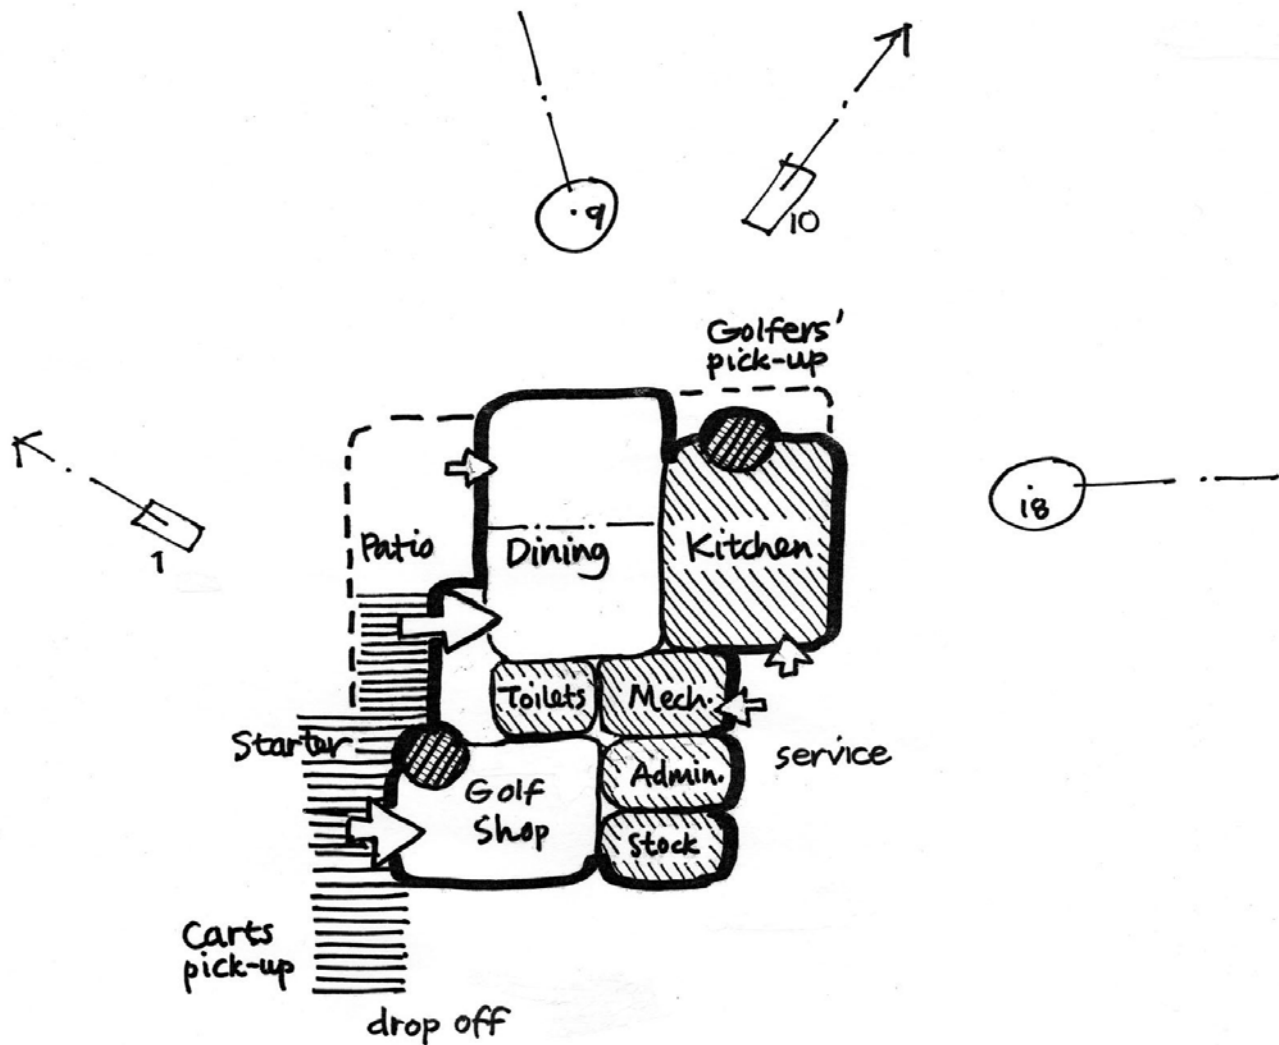 9
10
Golfers'
pick-up
18
1
Patio
Dining
Kitchen
Toilets
Mech.
Starter
service
Admin.
Golf
Shop
Stock
Carts
pick-up
drop off